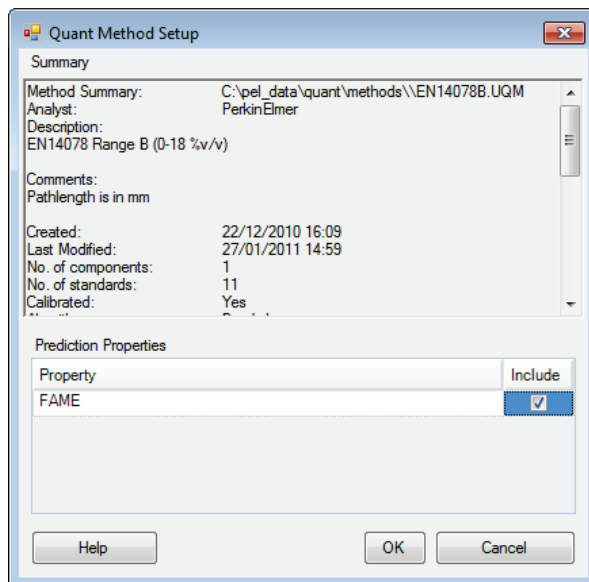 Quant Method Setup
Summary
Method Summary: C:\pel_data\quant\methods\\EN14078B.UQM
Analyst: PerkinElmer
Description:
EN14078 Range B (0-18 %v/v)
Comments:
Pathlength is in mm
Created: 22/12/2010 16:09
Last Modified: 27/01/2011 14:59
No. of components: 1
No. of standards: 11
Calibrated: Yes
Prediction Properties
Property Include
FAME
Help OK Cancel